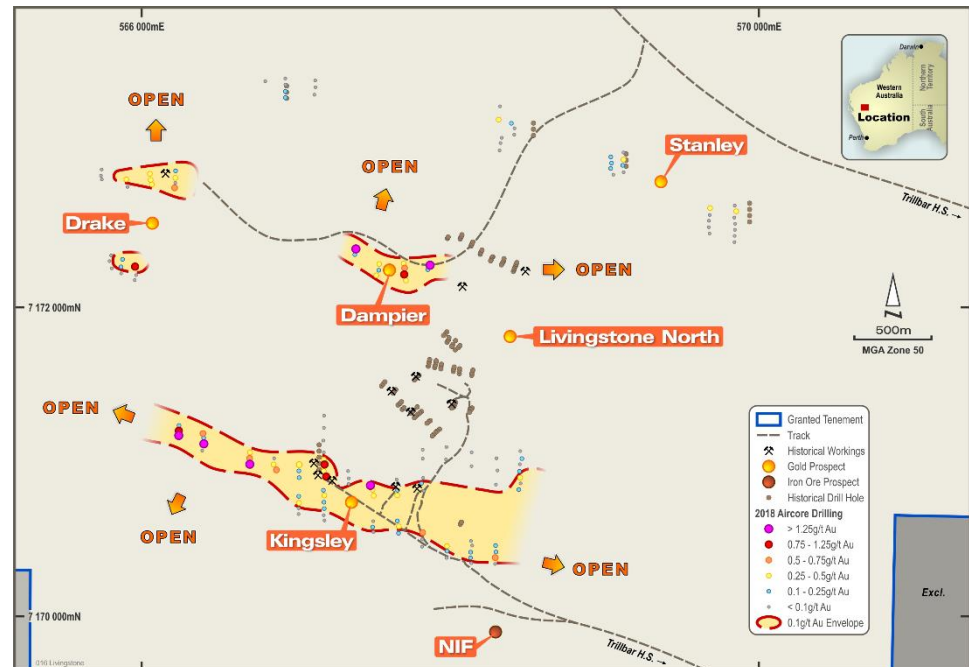 566 000mE
570 000mE
Darwin
Western
Australia
Northern
Territory
South
Australia
Location
Perth
OPEN
OPEN
Stanley
Trillbar H.S.
Drake
OPEN
Dampier
7 172 000mN
Livingstone North
N
500m
MGA Zone 50
OPEN
OPEN
Kingsley
OPEN
Granted Tenement
Track
Historical Workings
Gold Prospect
Iron Ore Prospect
Historical Drill Hole
2018 Aircore Drilling
> 1.25g/t Au
0.75 - 1.25g/t Au
0.5 - 0.75g/t Au
0.25 - 0.5g/t Au
0.1 - 0.25g/t Au
< 0.1g/t Au
0.1g/t Au Envelope
Excl.
7 170 000mN
NIF
Trillbar H.S.
010 Livingstone